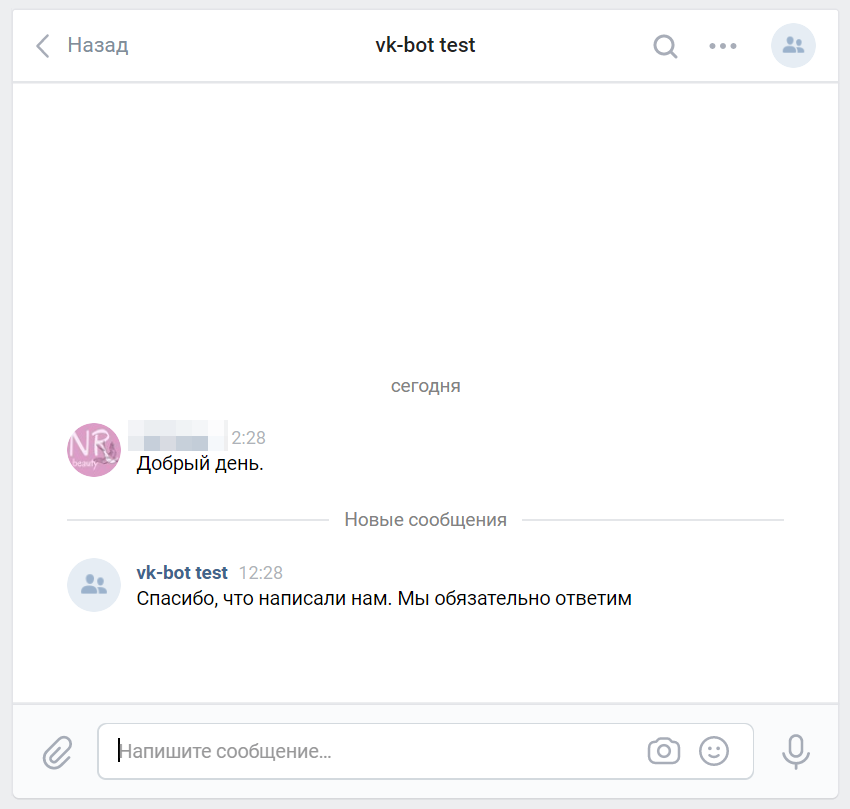 Назад
vk-bot test
сегодня
NR
beauty
2:28
Добрый день.
Новые сообщения
vk-bot test 12:28
Спасибо, что написали нам. Мы обязательно ответим
Напишите сообщение...